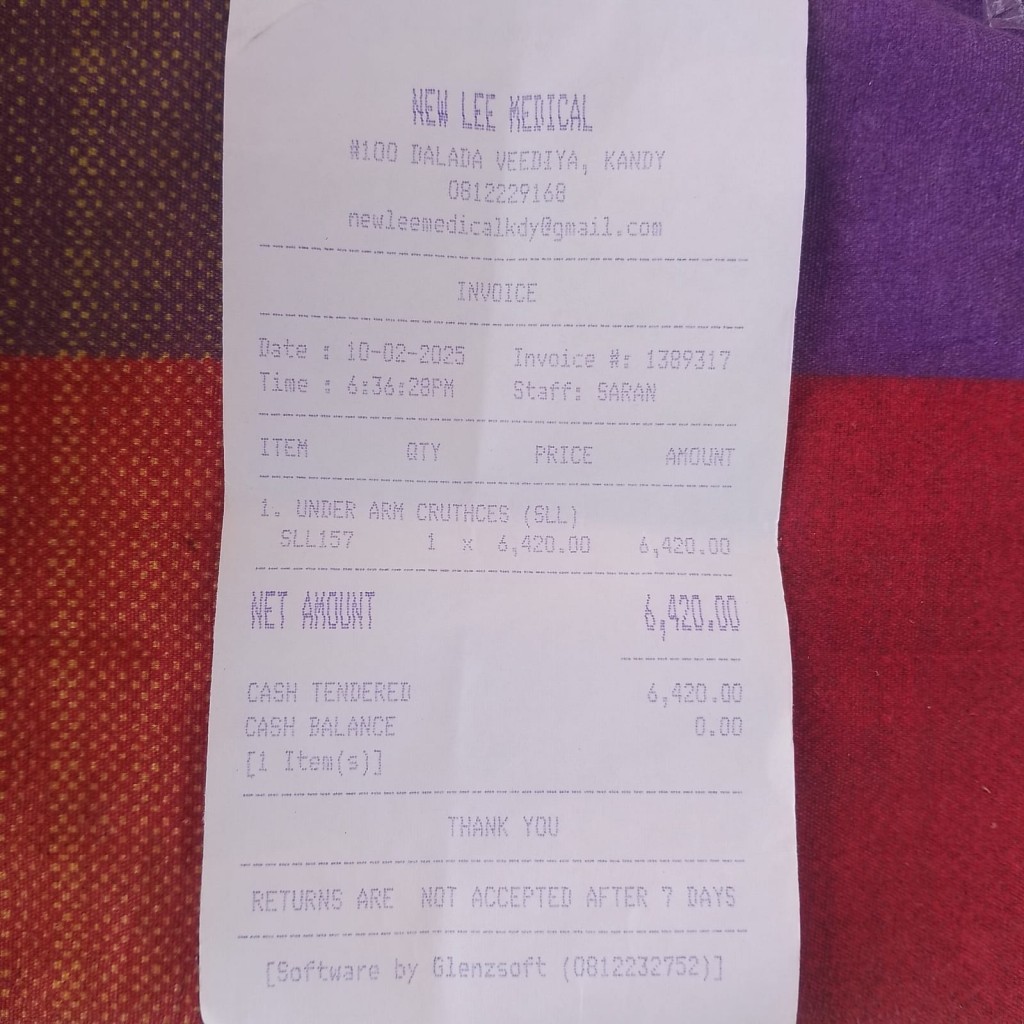 NEW LEE MEDICAL
#100 DALADA VEEDIYA, KANDY
0812229168
newleemedicalkdy@gmail.com
INVOICE
Date : 10-02-2025 Invoice #: 1389317
Time : 6:36:28PM Staff: SARAN
ITEM QTY PRICE AMOUNT
1. UNDER ARM CRUTHCES (SLL)
SLL157 1 x 6,420.00 6,420.00
NET AMOUNT 6,420.00
CASH TENDERED 6,420.00
CASH BALANCE 0.00
[1 Item(s)]
THANK YOU
RETURNS ARE NOT ACCEPTED AFTER 7 DAYS
[Software by Glenzsoft (0812232752)]